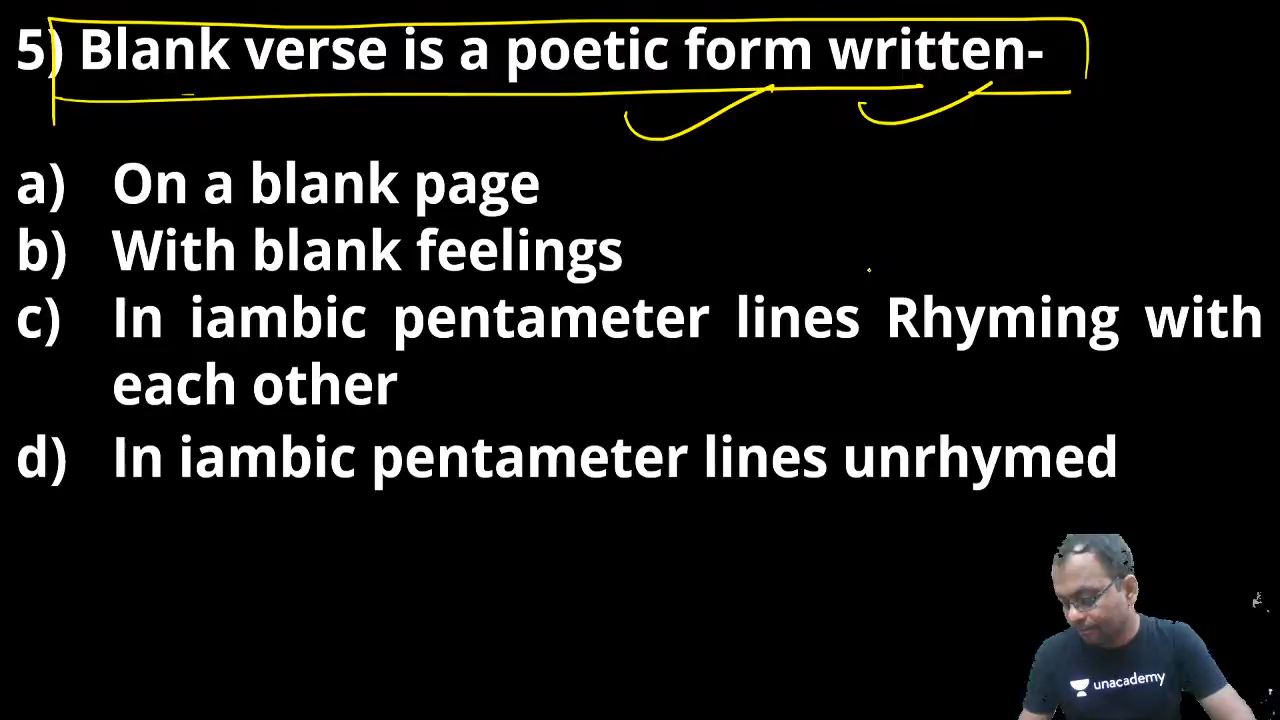 5) Blank verse is a poetic form written-
a) On a blank page
b) With blank feelings
c) In iambic pentameter lines Rhyming with
each other
d) In iambic pentameter lines unrhymed
unacademy